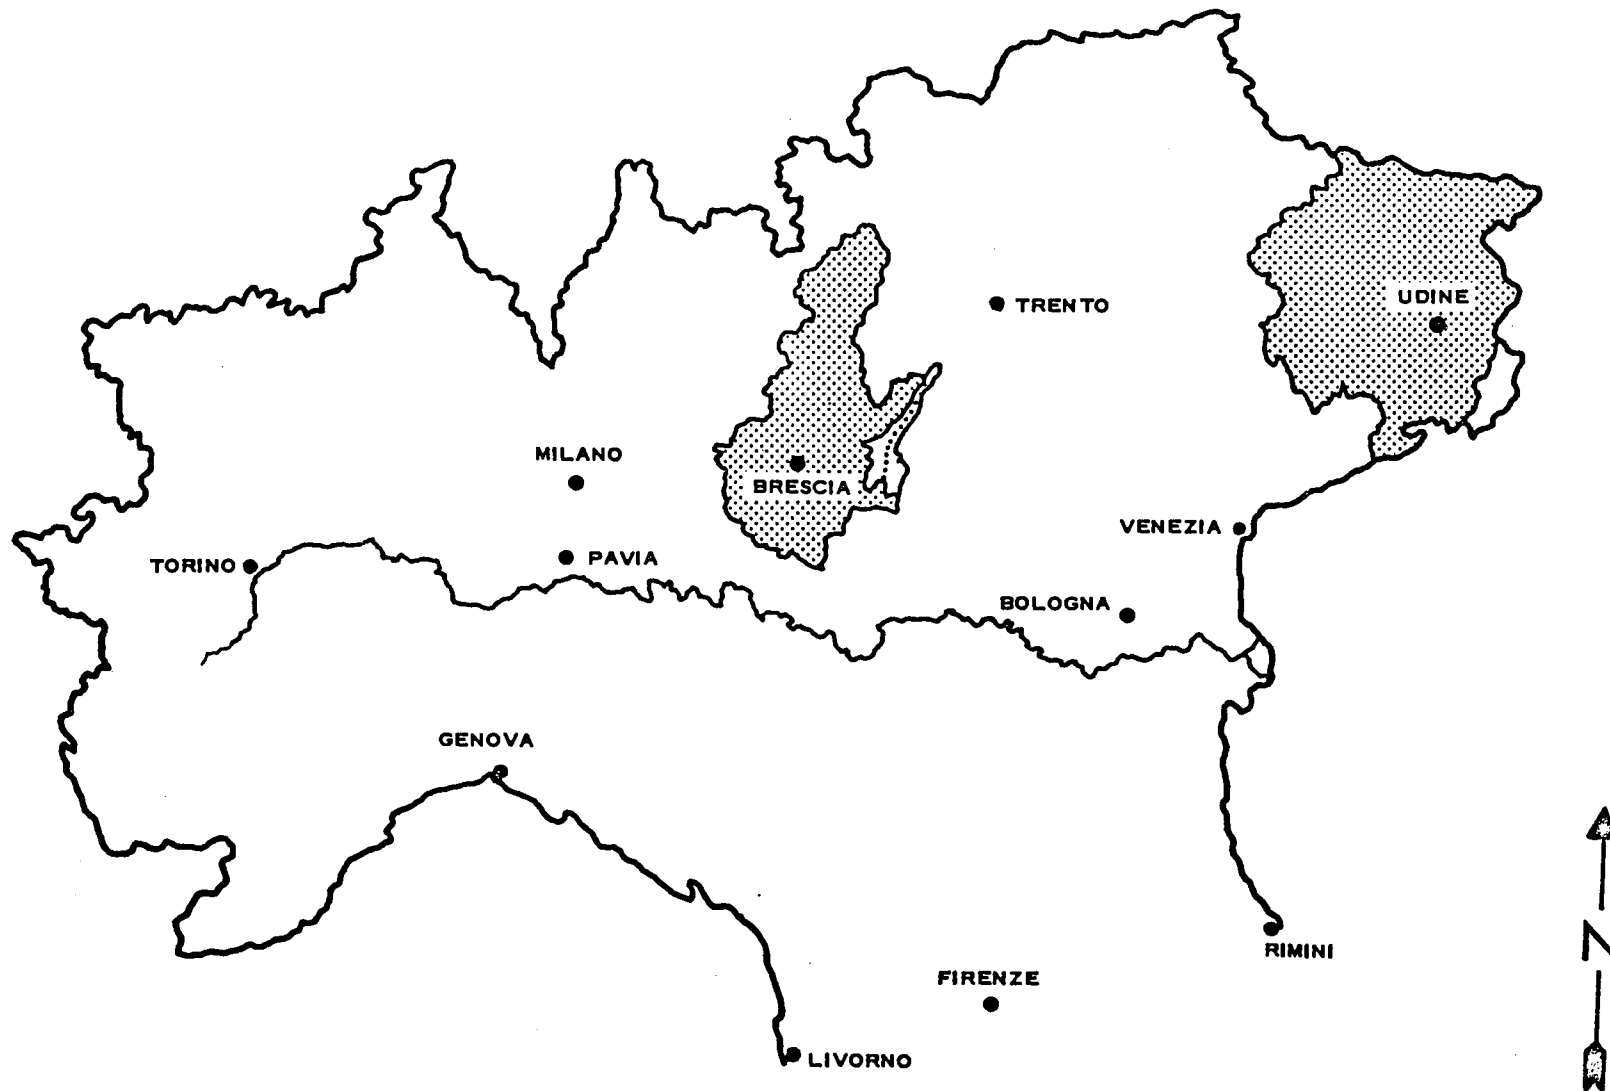 UDINE
TRENTO
MILANO
BRESCIA
VENEZIA
TORINO
PAVIA
BOLOGNA
GENOVA
RIMINI
FIRENZE
LIVORNO
N